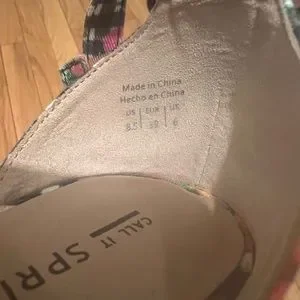 Made in China
Hecho en China
US EUR UK
8.5 39 6
CALL IT
SPRI